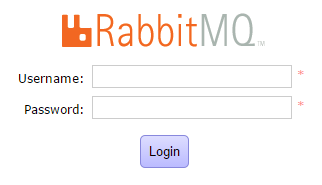 RabbitMQ™
Username: *
Password: *
Login